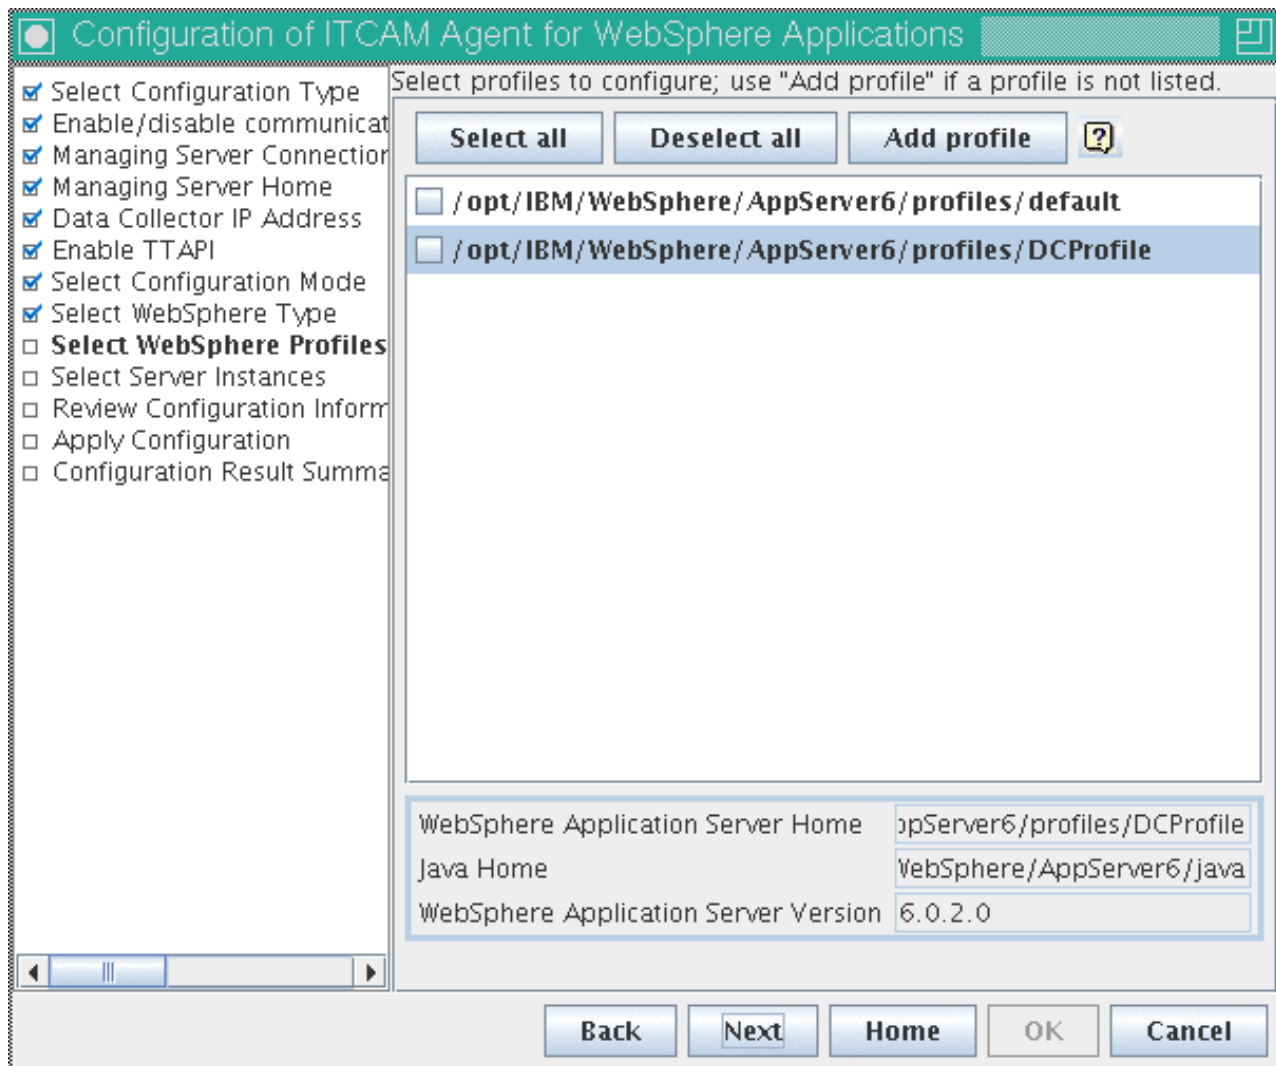 Configuration of ITCAM Agent for WebSphere Applications
Select Configuration Type
Enable/disable communicat
Managing Server Connection
Managing Server Home
Data Collector IP Address
Enable TTAPI
Select Configuration Mode
Select WebSphere Type
Select WebSphere Profiles
Select Server Instances
Review Configuration Inform
Apply Configuration
Configuration Result Summa
Select profiles to configure; use "Add profile" if a profile is not listed.
Select all Deselect all Add profile ?
/opt/IBM/WebSphere/AppServer6/profiles/default
/opt/IBM/WebSphere/AppServer6/profiles/DCProfile
WebSphere Application Server Home ppServer6/profiles/DCProfile
Java Home WebSphere/AppServer6/java
WebSphere Application Server Version 6.0.2.0
Back Next Home OK Cancel